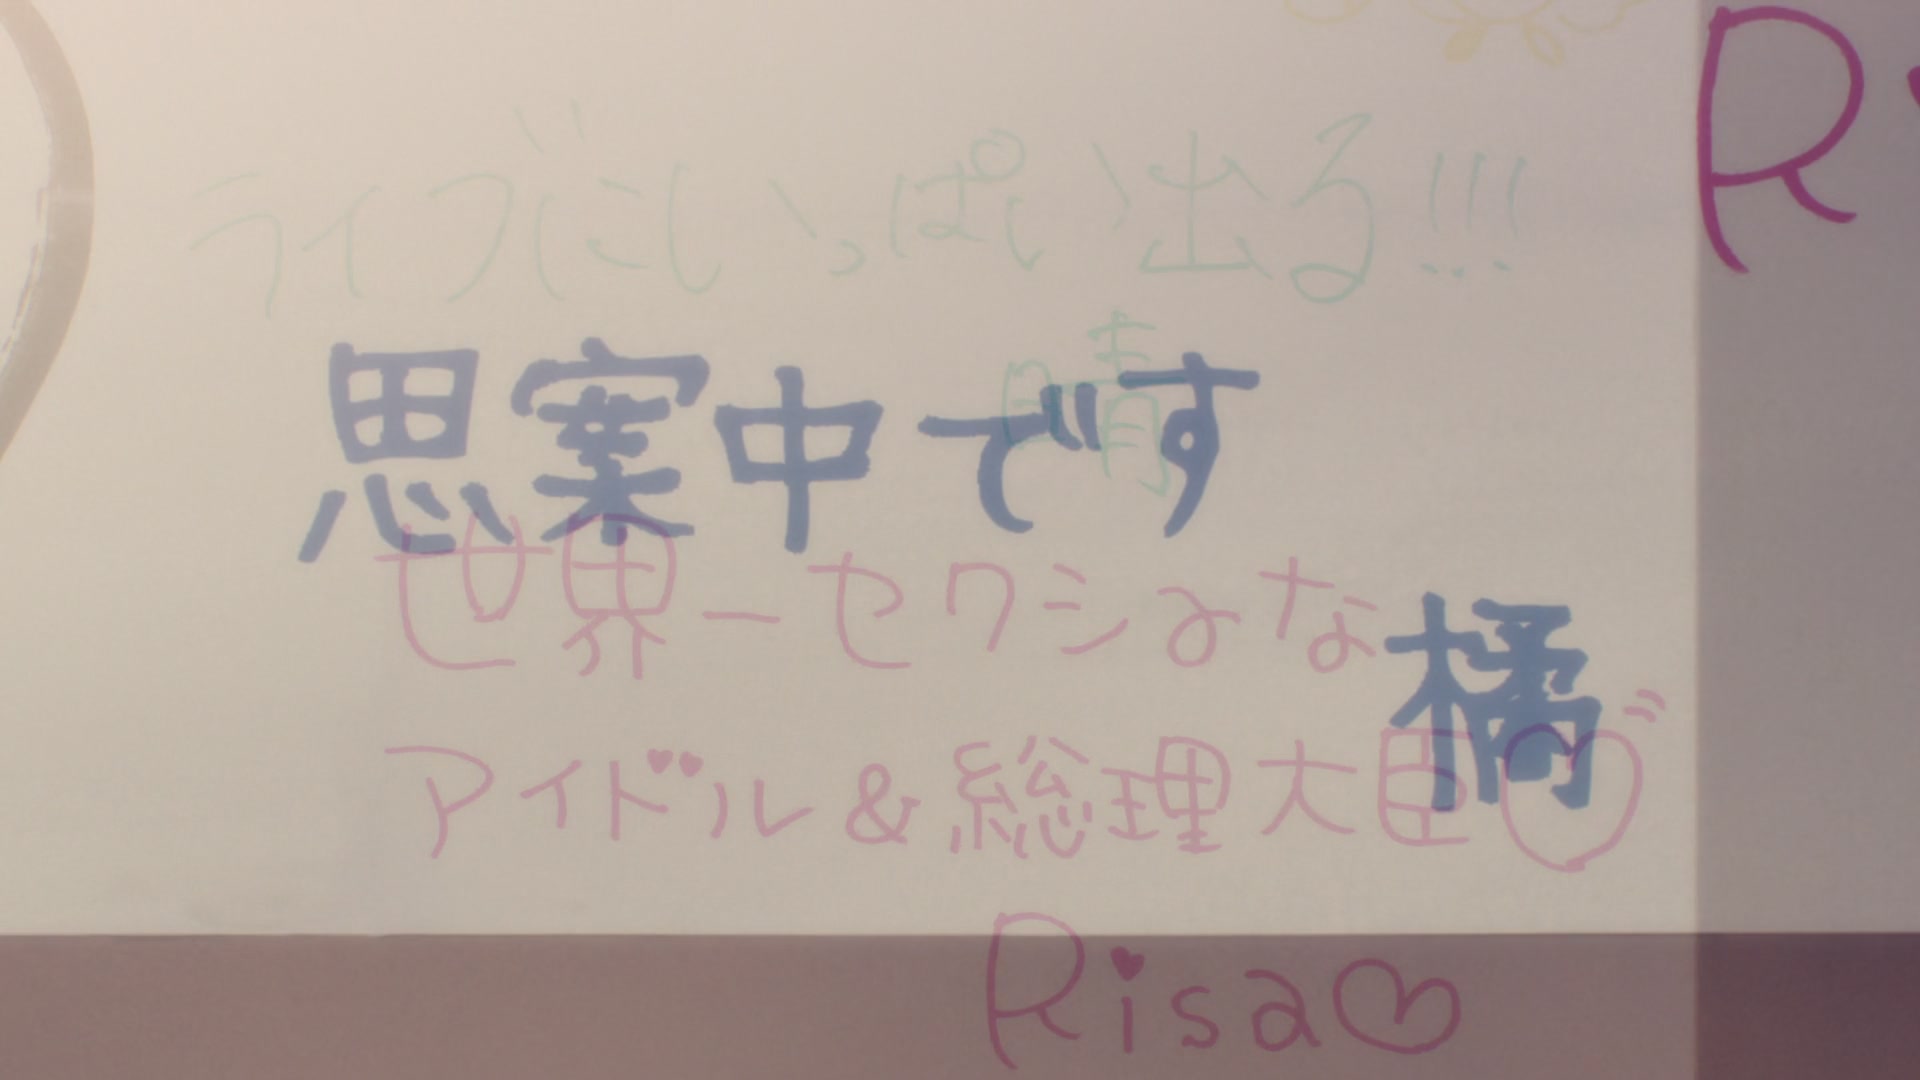 ライブにいっぱい出る!!!
晴
思案中です
橘
世界一セクシーな
アイドル&総理大臣♡
Risa♡
R